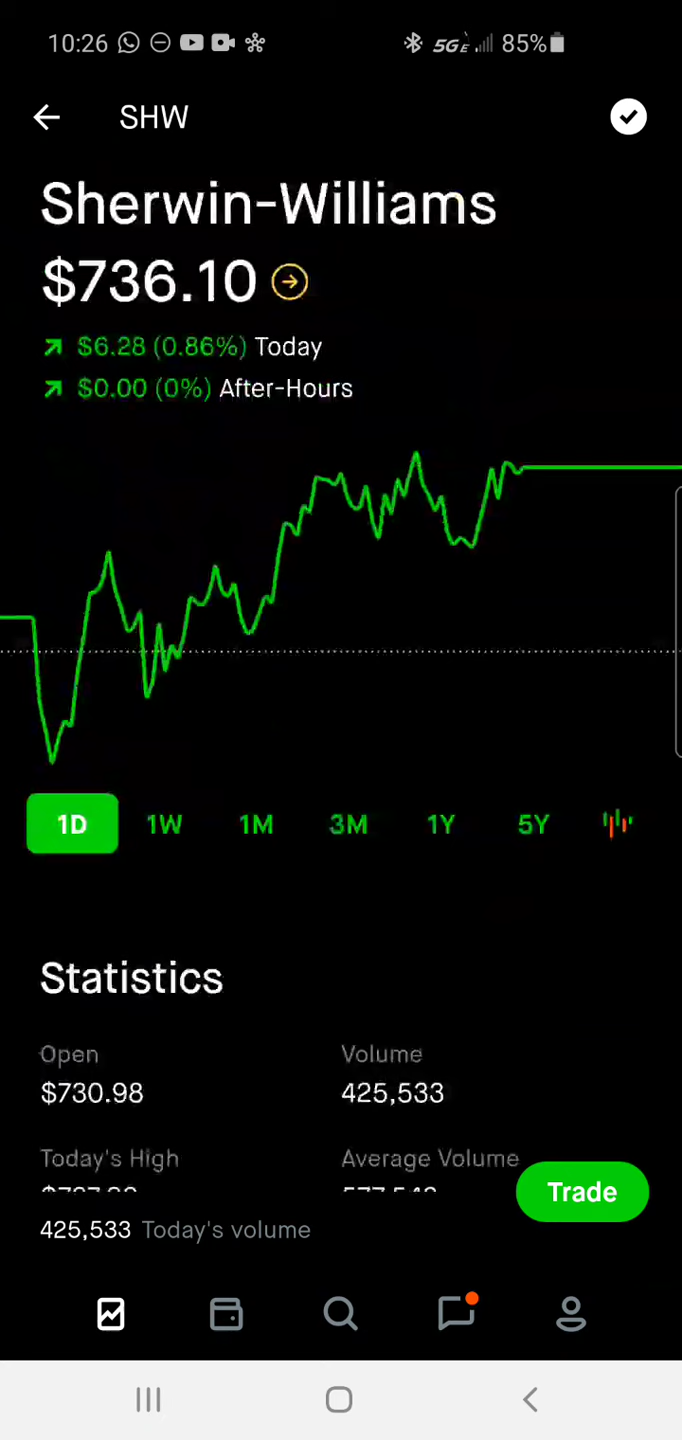 10:26 5GE 85%
SHW
Sherwin-Williams
$736.10
$6.28 (0.86%) Today
$0.00 (0%) After-Hours
1D 1W 1M 3M 1Y 5Y
Statistics
Open Volume
$730.98 425,533
Today's High Average Volume
Trade
425,533 Today's volume